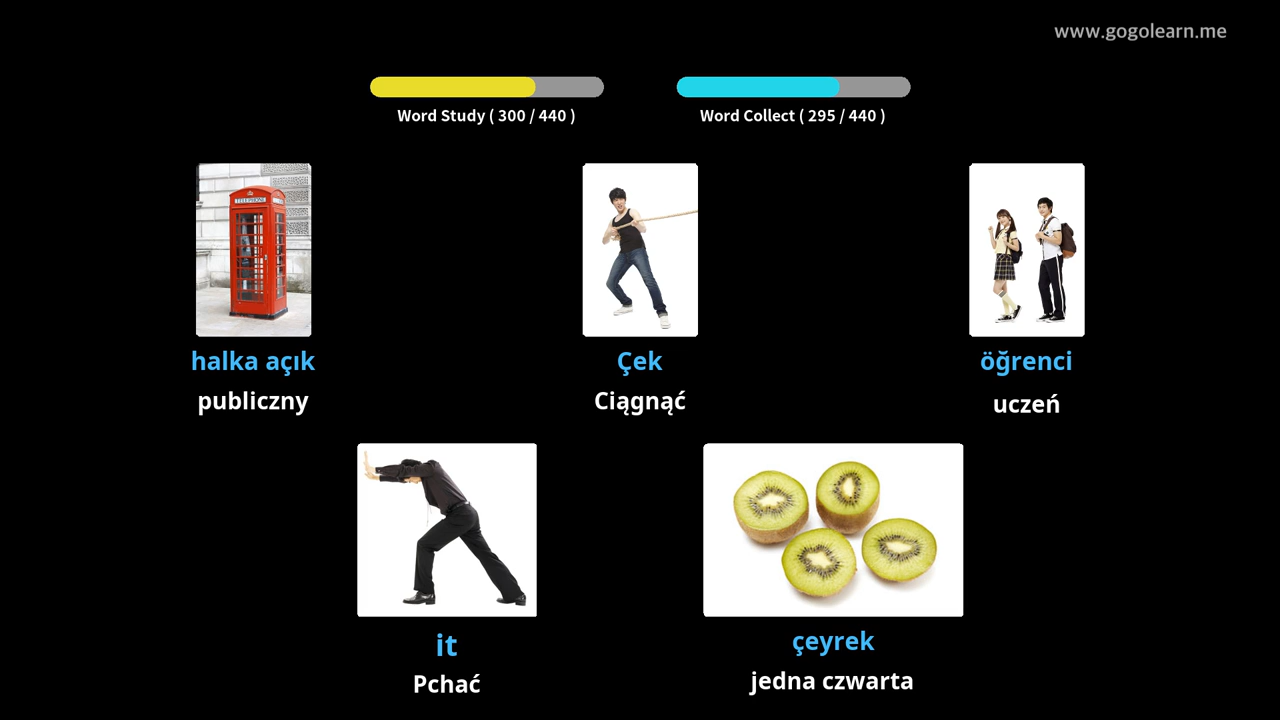 www.gogolearn.me
Word Study ( 300 / 440 )
Word Collect ( 295 / 440 )
TELEPHONE
halka açık
publiczny
Çek
Ciągnąć
öğrenci
uczeń
it
Pchać
çeyrek
jedna czwarta